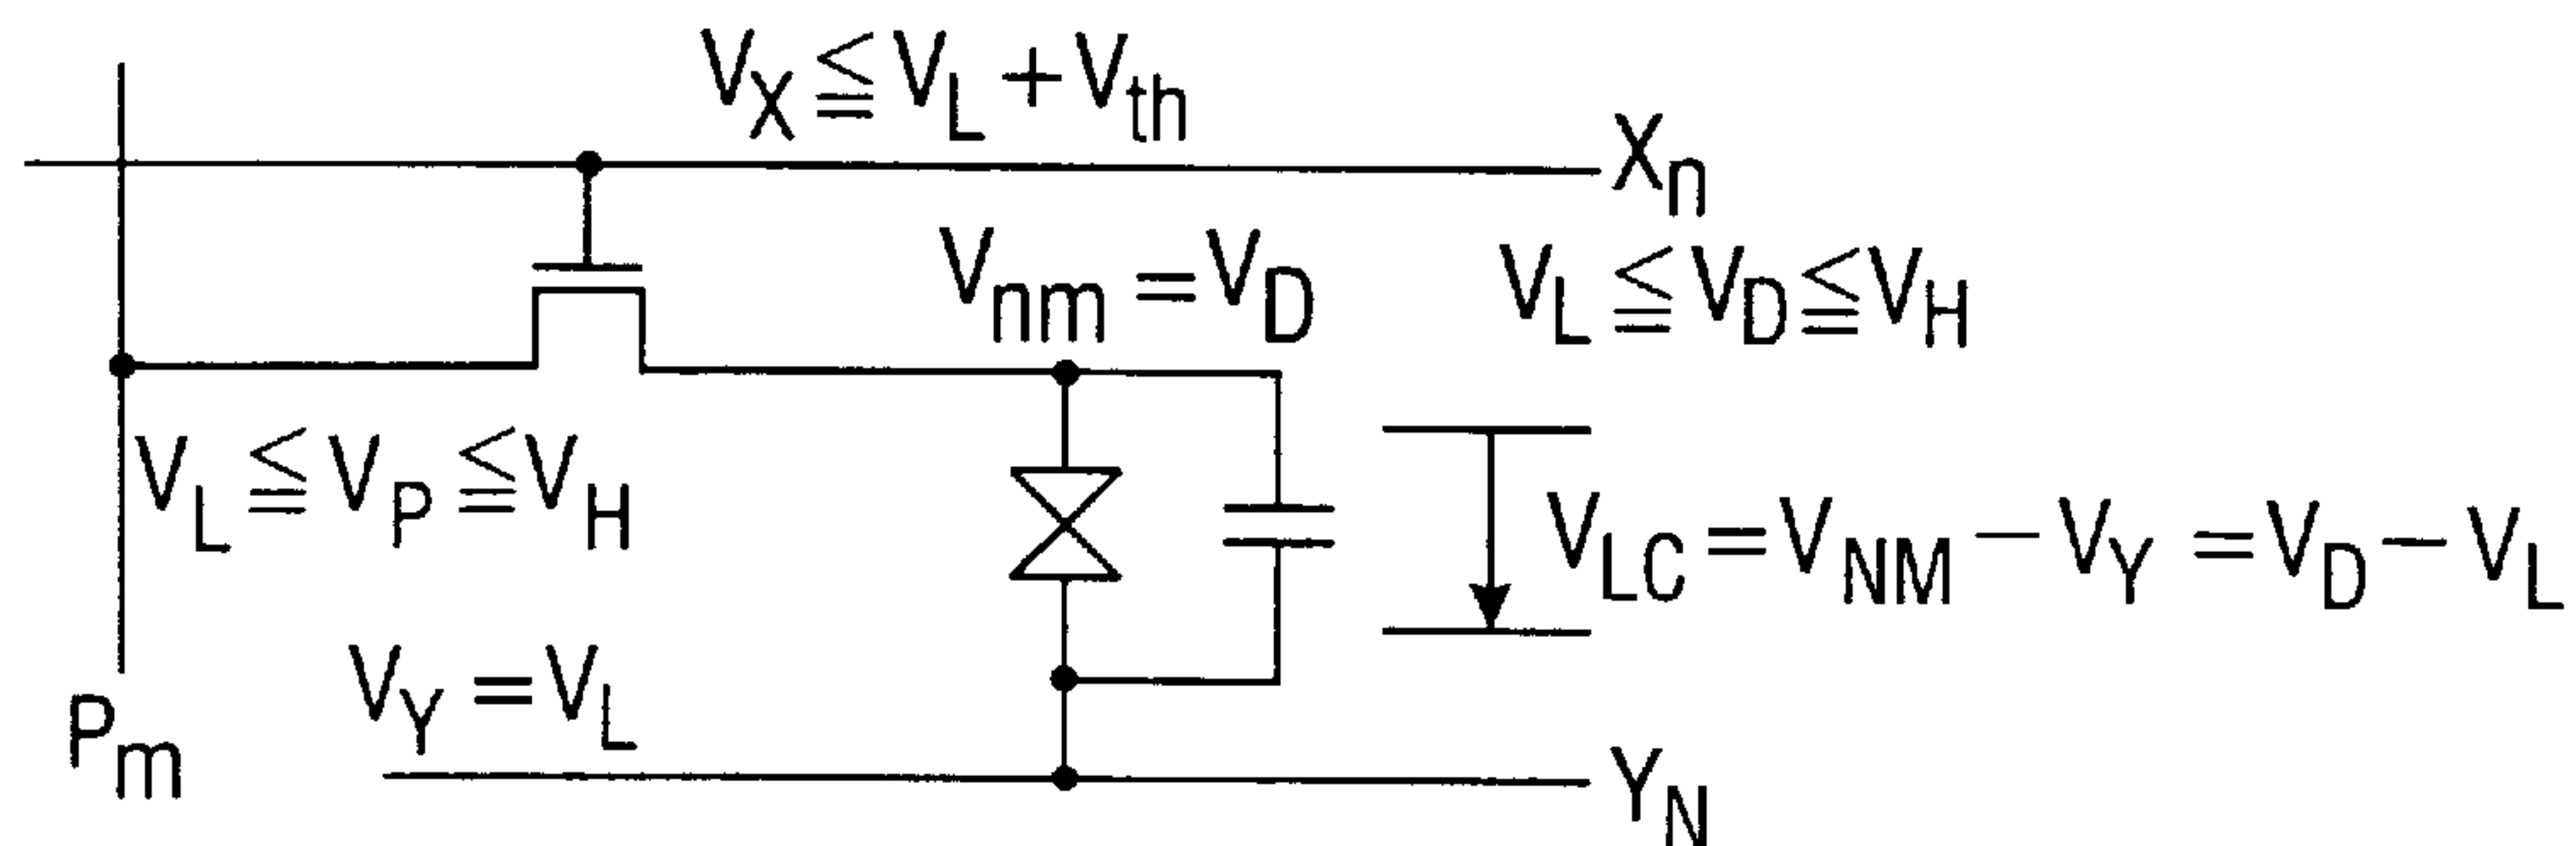 V_X ≦ V_L + V_th
X_n
V_nm = V_D
V_L ≦ V_D ≦ V_H
V_L ≦ V_P ≦ V_H
V_LC = V_NM − V_Y = V_D − V_L
V_Y = V_L
P_m
Y_N